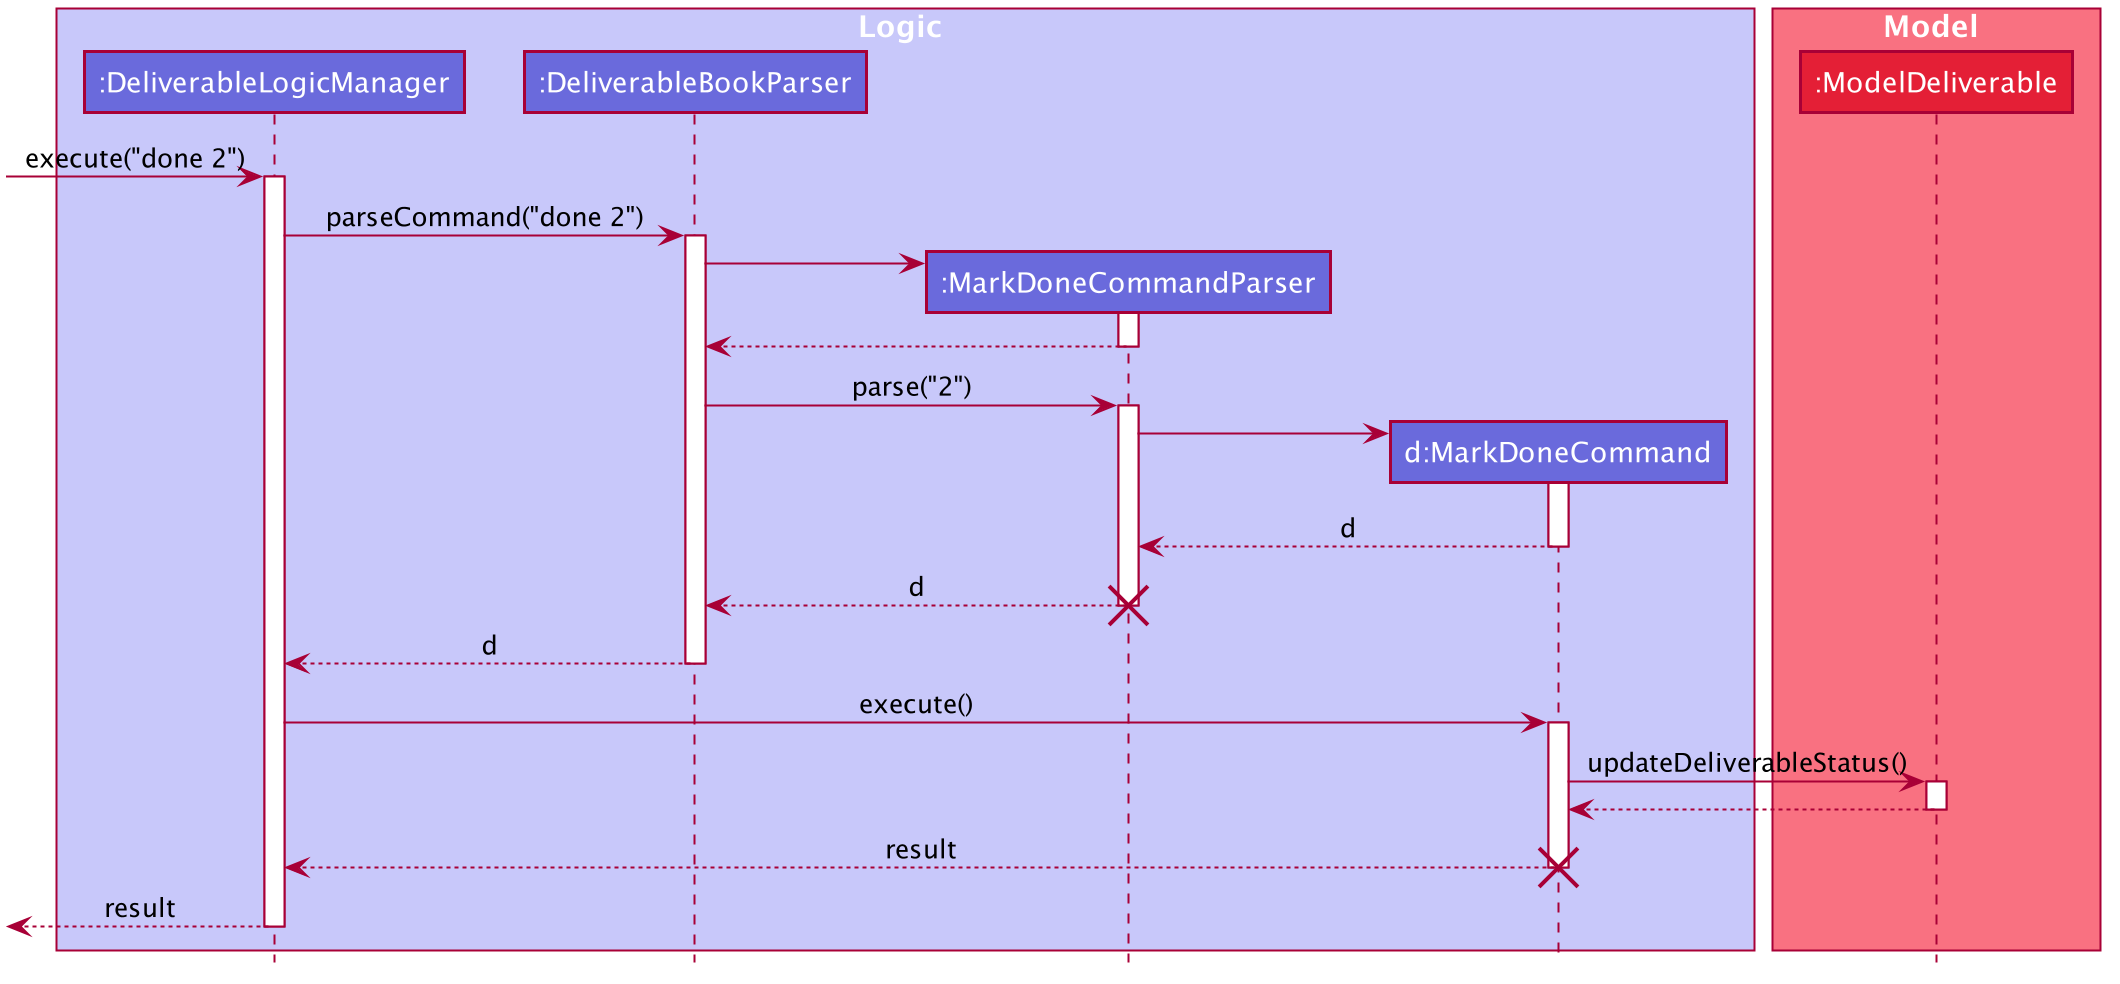 Logic
Model
:DeliverableLogicManager
:DeliverableBookParser
:ModelDeliverable
execute("done 2")
parseCommand("done 2")
:MarkDoneCommandParser
parse("2")
d:MarkDoneCommand
d
d
d
execute()
updateDeliverableStatus()
result
result